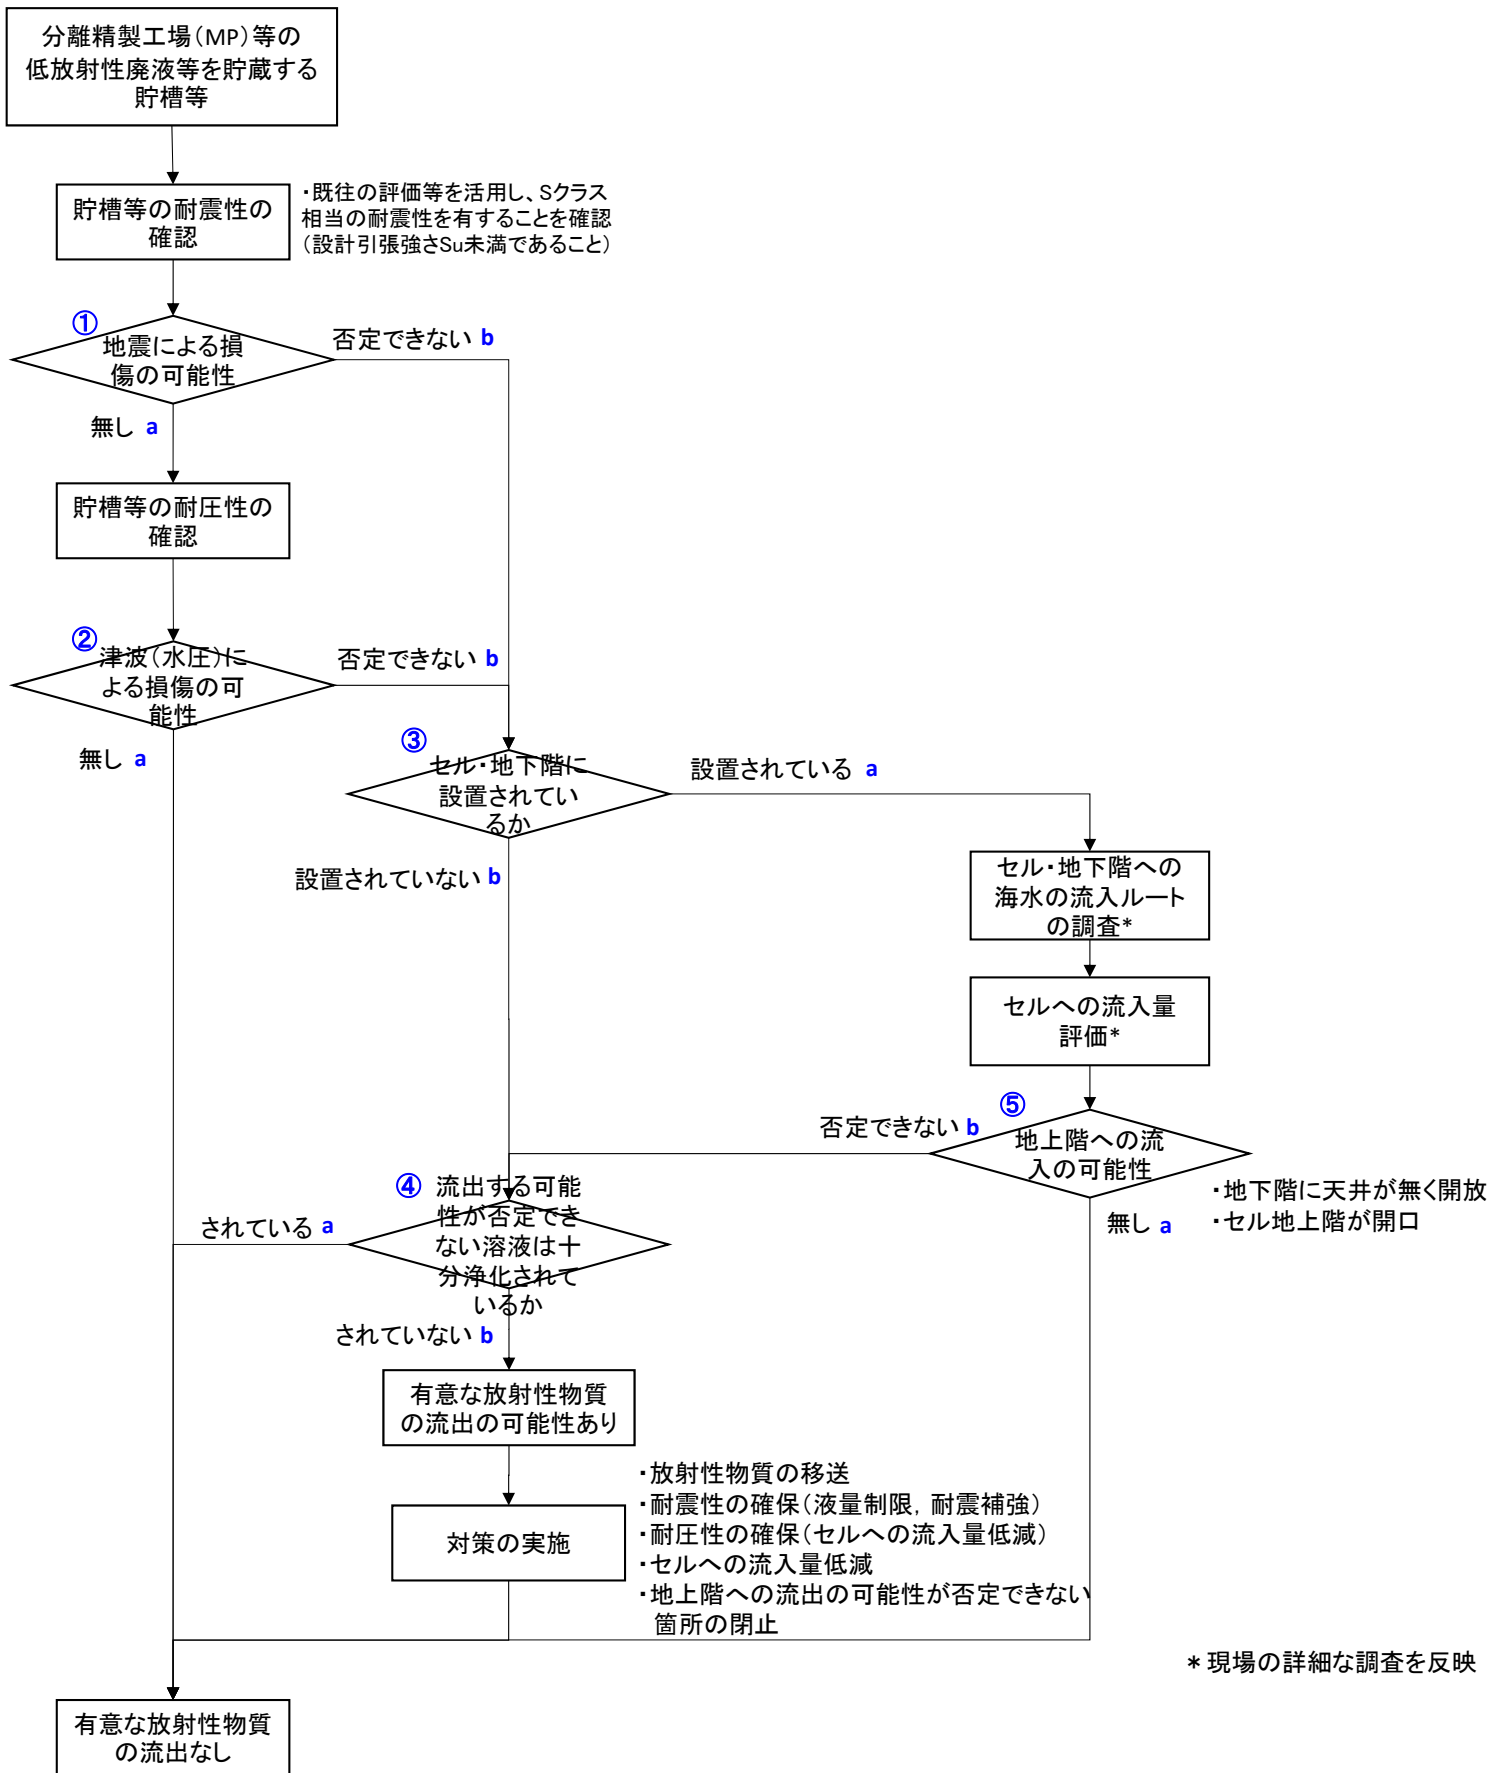 分離精製工場(MP)等の
低放射性廃液等を貯蔵する
貯槽等
貯槽等の耐震性の
確認
・既往の評価等を活用し、Sクラス
相当の耐震性を有することを確認
(設計引張強さSu未満であること)
①
地震による損
傷の可能性
否定できない b
無し a
貯槽等の耐圧性の
確認
②
津波(水圧)に
よる損傷の可
能性
否定できない b
無し a
③
セル・地下階に
設置されてい
るか
設置されている a
設置されていない b
セル・地下階への
海水の流入ルート
の調査*
セルへの流入量
評価*
⑤
地上階への流
入の可能性
否定できない b
無し a
・地下階に天井が無く開放
・セル地上階が開口
④
流出する可能
性が否定でき
ない溶液は十
分浄化されて
いるか
されている a
されていない b
有意な放射性物質
の流出の可能性あり
対策の実施
・放射性物質の移送
・耐震性の確保(液量制限,耐震補強)
・耐圧性の確保(セルへの流入量低減)
・セルへの流入量低減
・地上階への流出の可能性が否定できない
箇所の閉止
*現場の詳細な調査を反映
有意な放射性物質
の流出なし